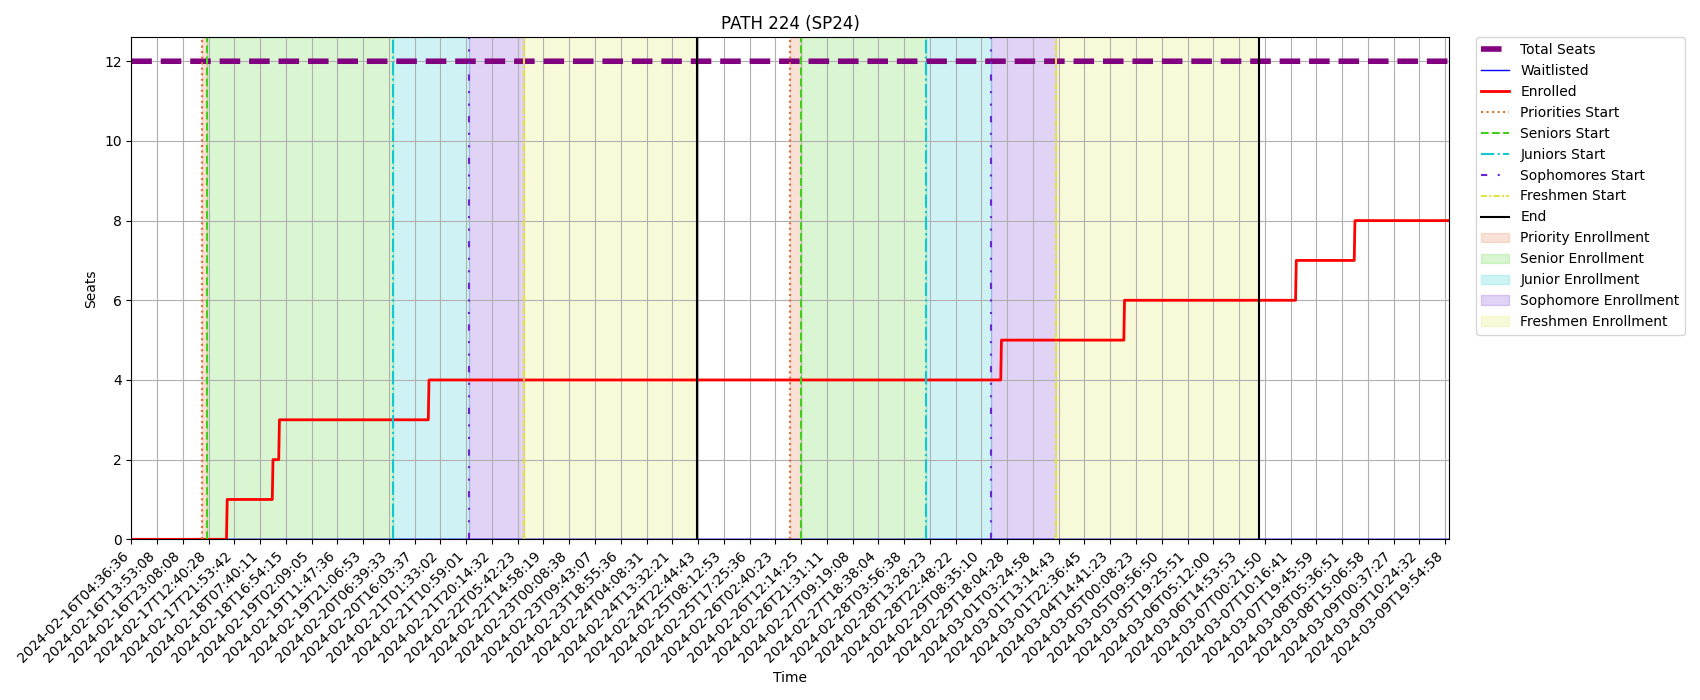 PATH 224 (SP24)
Seats
12
10
8
6
4
2
0
Total Seats
Waitlisted
Enrolled
Priorities Start
Seniors Start
Juniors Start
Sophomores Start
Freshmen Start
End
Priority Enrollment
Senior Enrollment
Junior Enrollment
Sophomore Enrollment
Freshmen Enrollment
2024-02-16T04:36:36
2024-02-16T13:53:08
2024-02-16T23:08:08
2024-02-17T12:40:28
2024-02-17T21:53:42
2024-02-18T07:40:11
2024-02-18T16:54:15
2024-02-19T02:09:05
2024-02-19T11:47:36
2024-02-19T21:06:53
2024-02-20T06:39:33
2024-02-20T16:03:37
2024-02-21T01:33:02
2024-02-21T10:59:01
2024-02-21T20:14:32
2024-02-22T05:42:23
2024-02-22T14:58:19
2024-02-23T00:08:38
2024-02-23T09:43:07
2024-02-23T18:55:36
2024-02-24T04:08:31
2024-02-24T13:32:21
2024-02-24T22:44:43
2024-02-25T08:12:53
2024-02-25T17:25:36
2024-02-26T02:40:23
2024-02-26T12:14:25
2024-02-26T21:31:11
2024-02-27T09:19:08
2024-02-27T18:38:04
2024-02-28T03:56:38
2024-02-28T13:28:23
2024-02-28T22:48:22
2024-02-29T08:35:10
2024-02-29T18:04:28
2024-03-01T03:24:58
2024-03-01T13:14:43
2024-03-01T22:36:45
2024-03-04T14:41:23
2024-03-05T00:08:23
2024-03-05T09:56:50
2024-03-05T19:25:51
2024-03-06T05:12:00
2024-03-06T14:53:53
2024-03-07T00:21:50
2024-03-07T10:16:41
2024-03-07T19:45:59
2024-03-08T05:36:51
2024-03-08T15:06:58
2024-03-09T00:37:27
2024-03-09T10:24:32
2024-03-09T19:54:58
Time